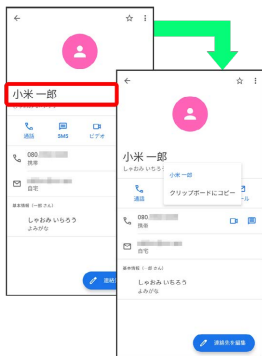 小米 一郎
通話
SMS
ビデオ
080
携帯
自宅
基本情報 (一郎 さん)
しゃおみ いちろう
よみがな
小米 一郎
しゃおみ いちろ
小米 一郎
クリップボードにコピー
通話
ール
080
携帯
自宅
基本情報 (一郎 さん)
しゃおみ いちろう
よみがな
連絡先を編集